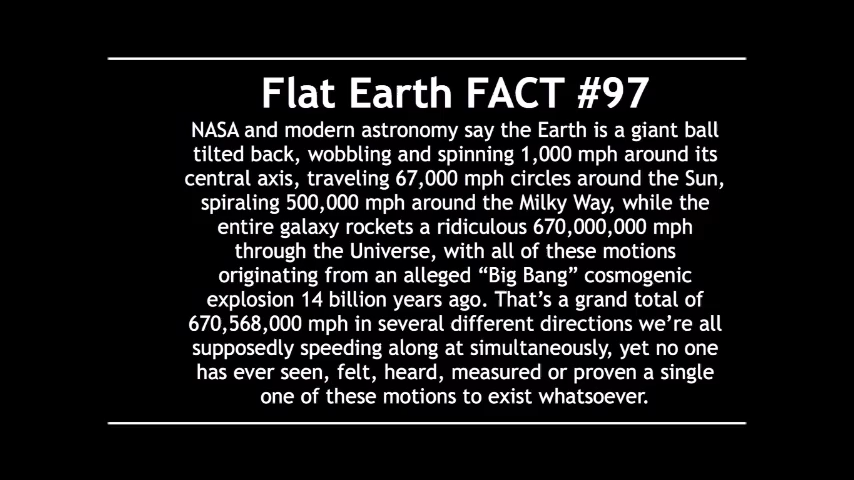 Flat Earth FACT #97
NASA and modern astronomy say the Earth is a giant ball
tilted back, wobbling and spinning 1,000 mph around its
central axis, traveling 67,000 mph circles around the Sun,
spiraling 500,000 mph around the Milky Way, while the
entire galaxy rockets a ridiculous 670,000,000 mph
through the Universe, with all of these motions
originating from an alleged “Big Bang” cosmogenic
explosion 14 billion years ago. That’s a grand total of
670,568,000 mph in several different directions we’re all
supposedly speeding along at simultaneously, yet no one
has ever seen, felt, heard, measured or proven a single
one of these motions to exist whatsoever.